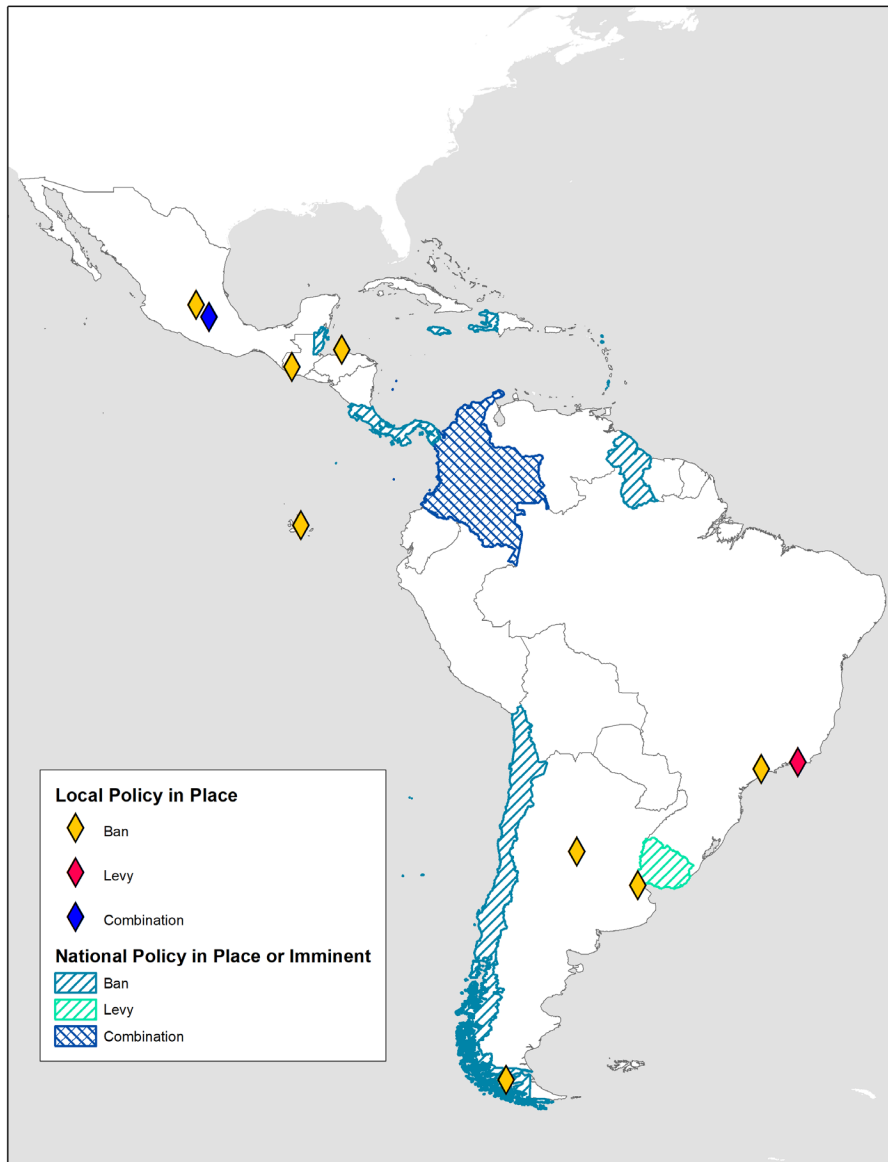 Local Policy in Place
Ban
Levy
Combination
National Policy in Place or Imminent
Ban
Levy
Combination